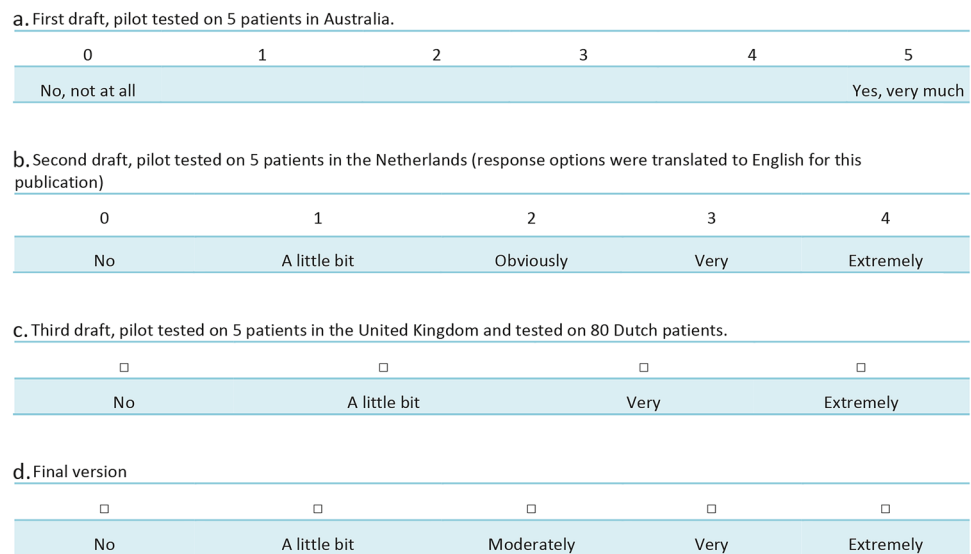 a. First draft, pilot tested on 5 patients in Australia.
0 1 2 3 4 5
No, not at all Yes, very much
b. Second draft, pilot tested on 5 patients in the Netherlands (response options were translated to English for this
publication)
0 1 2 3 4
No A little bit Obviously Very Extremely
c. Third draft, pilot tested on 5 patients in the United Kingdom and tested on 80 Dutch patients.
□ □ □ □
No A little bit Very Extremely
d. Final version
□ □ □ □ □
No A little bit Moderately Very Extremely